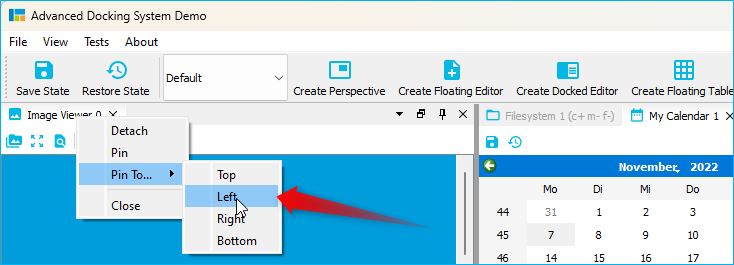 Advanced Docking System Demo
File View Tests About
Save State Restore State Default Create Perspective Create Floating Editor Create Docked Editor Create Floating Table
Image Viewer 0 Filesystem 1 (c+ m- f-) My Calendar 1
Detach
Pin
Pin To...
Close
Top
Left
Right
Bottom
November, 2022
Mo Di Mi Do Fr
44 31 1 2 3
45 7 8 9 10
46 14 15 16 17